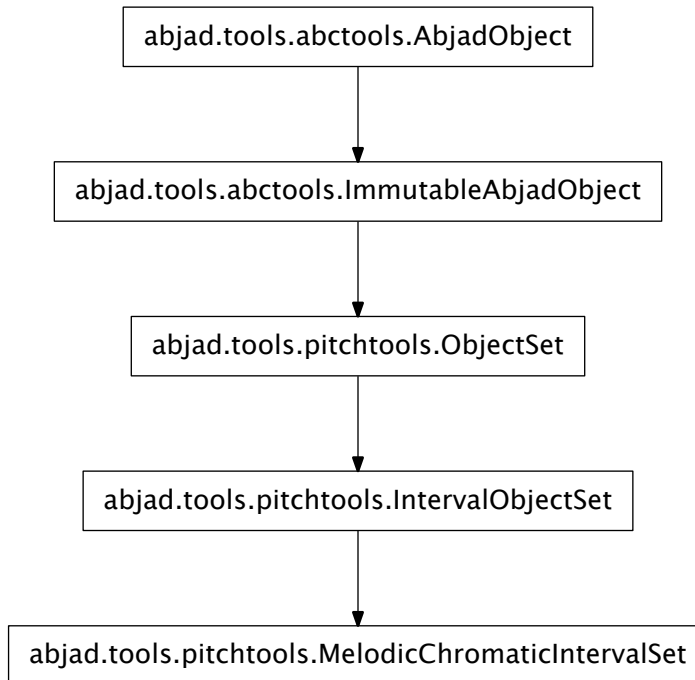 abjad.tools.abctools.AbjadObject
abjad.tools.abctools.ImmutableAbjadObject
abjad.tools.pitchtools.ObjectSet
abjad.tools.pitchtools.IntervalObjectSet
abjad.tools.pitchtools.MelodicChromaticIntervalSet